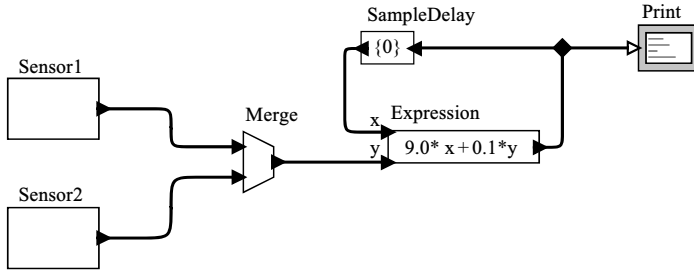 SampleDelay
Print
{0}
Sensor1
Merge
Expression
x
y
9.0* x + 0.1*y
Sensor2